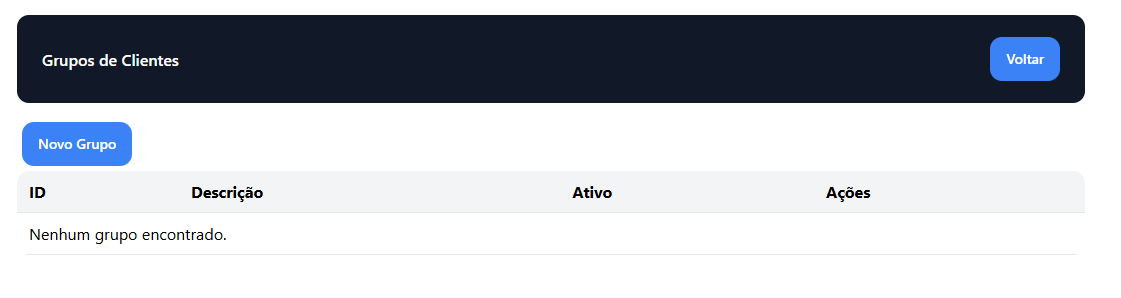 Grupos de Clientes
Voltar
Novo Grupo
ID Descrição Ativo Ações
Nenhum grupo encontrado.